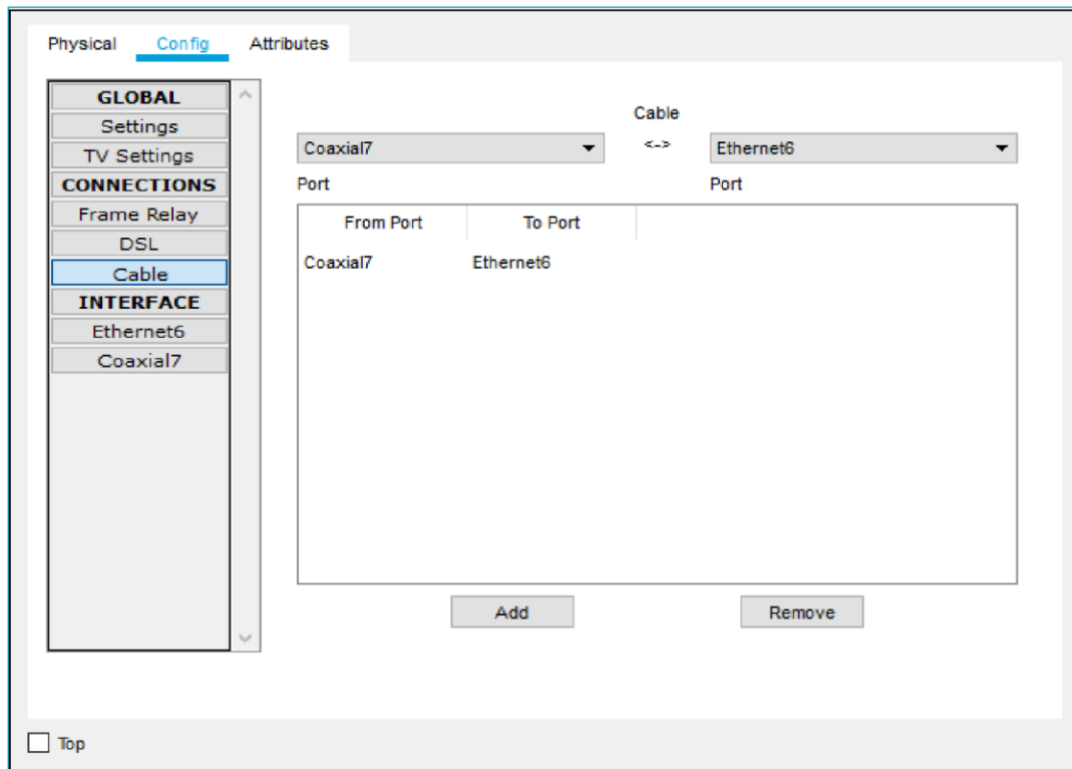 Physical Config Attributes
GLOBAL
Settings
TV Settings
CONNECTIONS
Frame Relay
DSL
Cable
INTERFACE
Ethernet6
Coaxial7
Cable
Coaxial7 <-> Ethernet6
Port Port
From Port To Port
Coaxial7 Ethernet6
Add Remove
Top